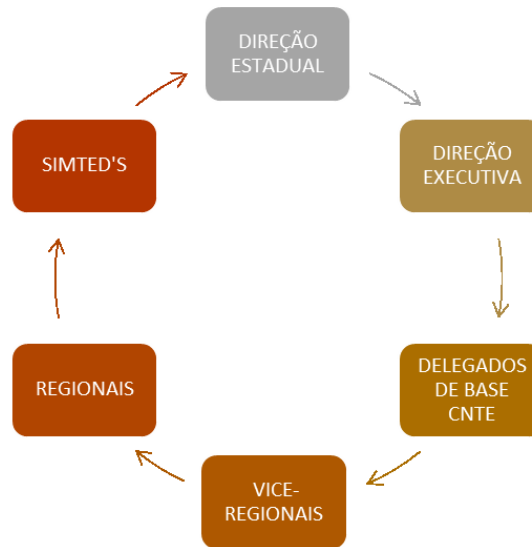 DIREÇÃO
ESTADUAL
DIREÇÃO
EXECUTIVA
DELEGADOS
DE BASE
CNTE
VICE-
REGIONAIS
REGIONAIS
SIMTED'S